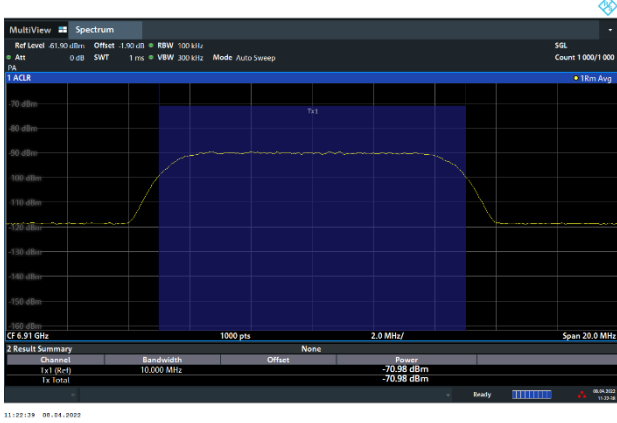 MultiView Spectrum
Ref Level -61.90 dBm Offset -1.90 dB RBW 100 kHz SGL
Att 0 dB SWT 1 ms VBW 300 kHz Mode Auto Sweep Count 1000/1000
PA
1 ACLR 1Rm Avg
Tx1
-70 dBm
-80 dBm
-90 dBm
-100 dBm
-110 dBm
-120 dBm
-130 dBm
-140 dBm
-150 dBm
-160 dBm
CF 6.91 GHz 1000 pts 2.0 MHz/ Span 20.0 MHz
2 Result Summary None
Channel Bandwidth Offset Power
Tx1 (Ref) 10.000 MHz -70.98 dBm
Tx Total -70.98 dBm
Ready 08.04.2022
11:22:38
11:22:39 08.04.2022